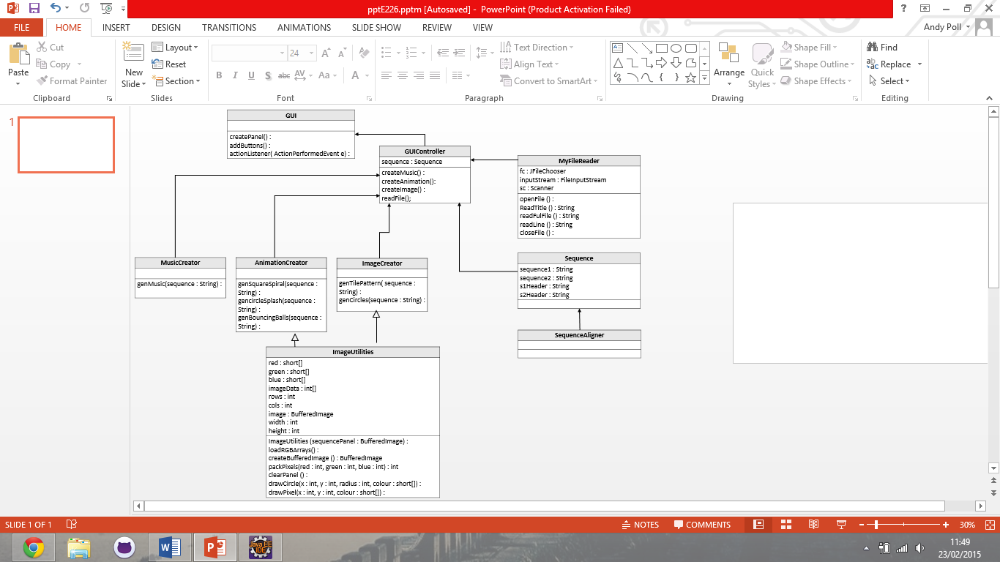 pptE226.pptm [Autosaved] - PowerPoint (Product Activation Failed)
FILE HOME INSERT DESIGN TRANSITIONS ANIMATIONS SLIDE SHOW REVIEW VIEW Andy Poll
Paste
Cut
Copy
Format Painter
Clipboard
New
Slide
Layout
Reset
Section
Slides
24
B I U S abc AV Aa A
Font
Text Direction
Align Text
Convert to SmartArt
Paragraph
Arrange
Quick
Styles
Shape Fill
Shape Outline
Shape Effects
Drawing
Find
Replace
Select
Editing
1
GUI
createPanel() :
addButtons() :
actionListener( ActionPerformedEvent e) :
GUIController
sequence : Sequence
createMusic() :
createAnimation():
createImage() :
readFile();
MyFileReader
fc : JFileChooser
inputStream : FileInputStream
sc : Scanner
openFile () :
ReadTitle () : String
readFulFile () : String
readLine () : String
closeFile () :
MusicCreator
genMusic(sequence : String) :
AnimationCreator
genSquareSpiral(sequence :
String) :
gencircleSplash(sequence :
String) :
genBouncingBalls(sequence :
String) :
ImageCreator
genTilePattern( sequence :
String) :
genCircles(sequence : String) :
Sequence
sequence1 : String
sequence2 : String
s1Header : String
s2Header : String
SequenceAligner
ImageUtilities
red : short[]
green : short[]
blue : short[]
imageData : int[]
rows : int
cols : int
image : BufferedImage
width : int
height : int
ImageUtilities (sequencePanel : BufferedImage) :
loadRGBArrays() :
createBufferedImage () : BufferedImage
packPixels(red : int, green : int, blue : int) : int
clearPanel () :
drawCircle(x : int, y : int, radius : int, colour : short[]) :
drawPixel(x : int, y : int, colour : short[]) :
SLIDE 1 OF 1 NOTES COMMENTS 30%
Java EE
IDE
11:49
23/02/2015